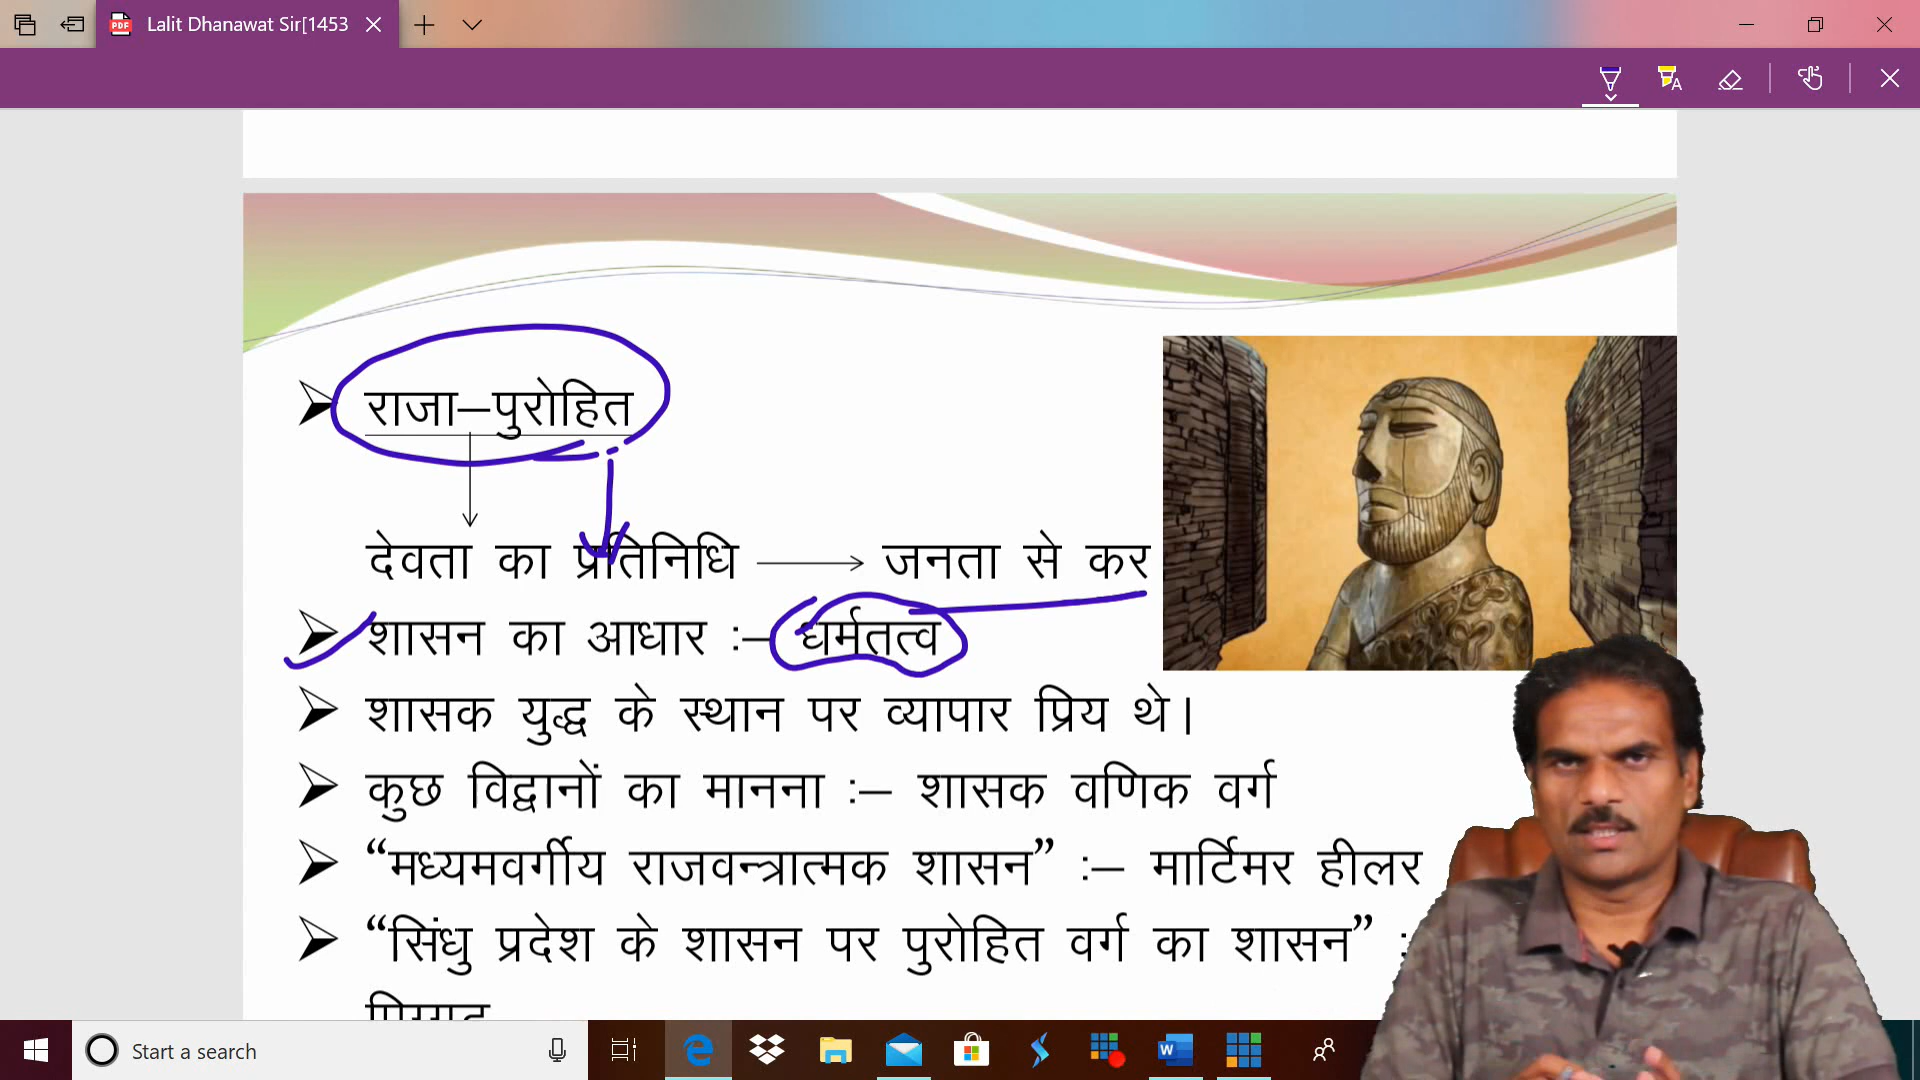 Lalit Dhanawat Sir[1453
राजा–पुरोहित
देवता का प्रतिनिधि → जनता से कर
शासन का आधार :– धर्मतत्व
शासक युद्ध के स्थान पर व्यापार प्रिय थे।
कुछ विद्वानों का मानना :– शासक वणिक वर्ग
“मध्यमवर्गीय राजवन्त्रात्मक शासन” :– मार्टिमर हीलर
“सिंधु प्रदेश के शासन पर पुरोहित वर्ग का शासन” :
Start a search